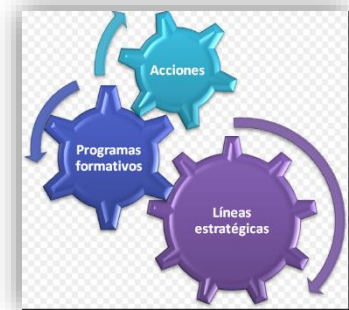 Acciones
Programas
formativos
Líneas
estratégicas